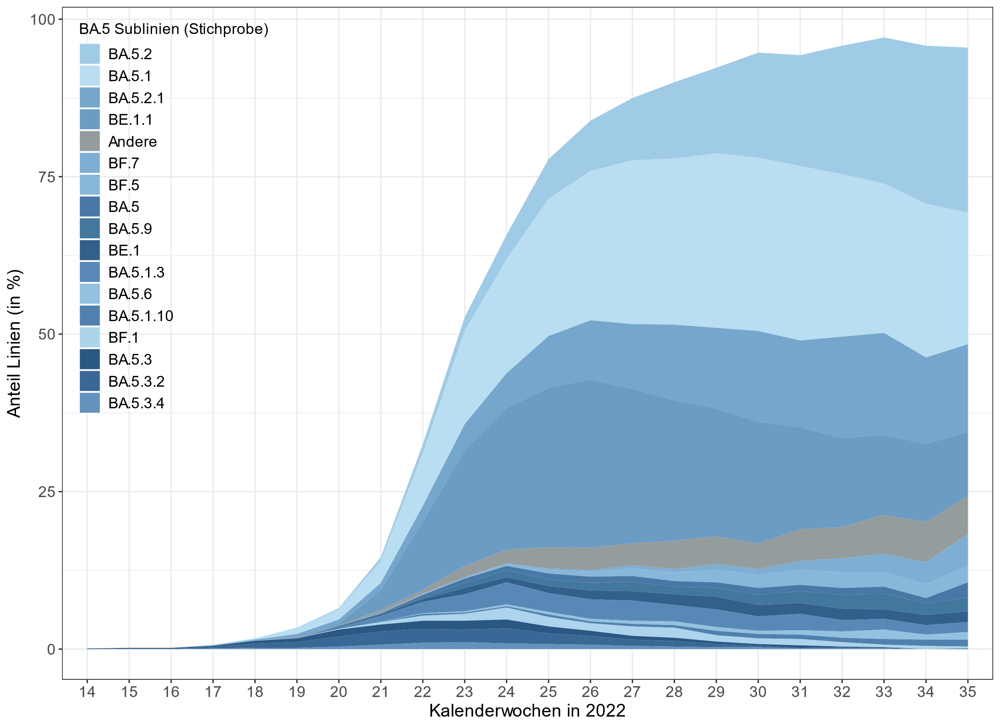 BA.5 Sublinien (Stichprobe)
BA.5.2
BA.5.1
BA.5.2.1
BE.1.1
Andere
BF.7
BF.5
BA.5
BA.5.9
BE.1
BA.5.1.3
BA.5.6
BA.5.1.10
BF.1
BA.5.3
BA.5.3.2
BA.5.3.4
Anteil Linien (in %)
100
75
50
25
0
14 15 16 17 18 19 20 21 22 23 24 25 26 27 28 29 30 31 32 33 34 35
Kalenderwochen in 2022